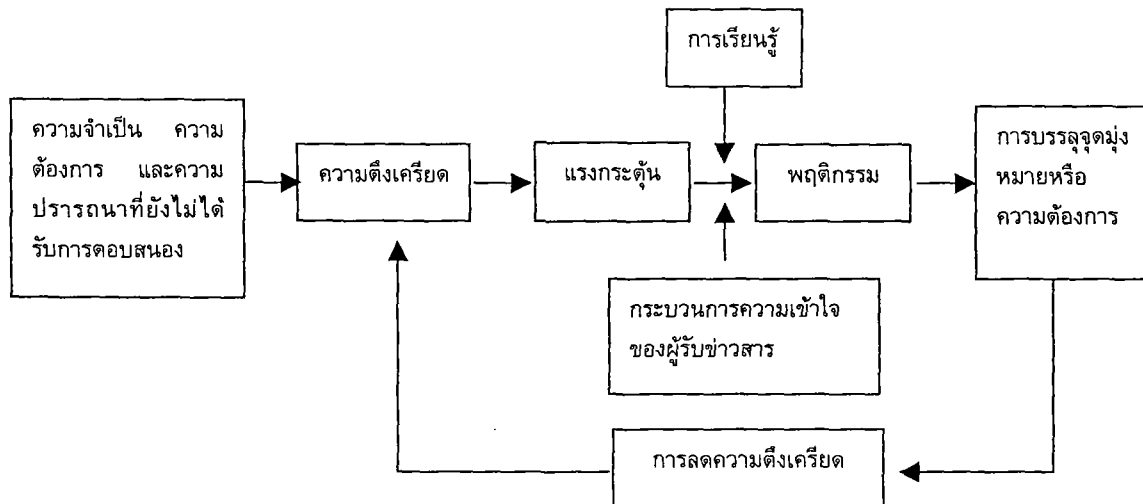 การเรียนรู้
ความจำเป็น ความ
ต้องการ และความ
ปรารถนาที่ยังไม่ได้
รับการตอบสนอง
ความตึงเครียด
แรงกระตุ้น
พฤติกรรม
การบรรลุจุดมุ่ง
หมายหรือ
ความต้องการ
กระบวนการความเข้าใจ
ของผู้รับข่าวสาร
การลดความตึงเครียด